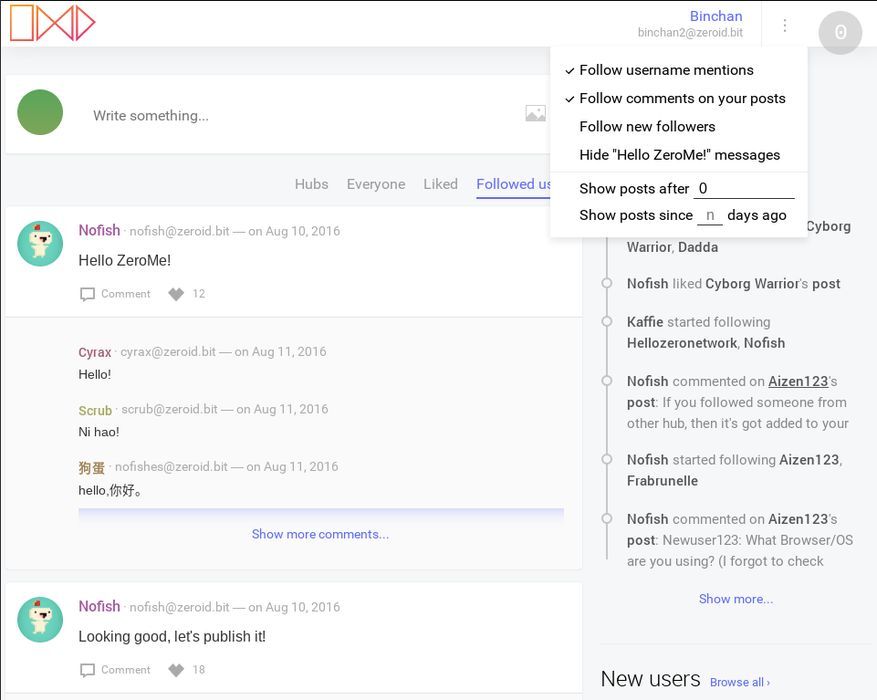 Binchan
binchan2@zeroid.bit
0
Follow username mentions
Follow comments on your posts
Follow new followers
Hide "Hello ZeroMe!" messages
Show posts after 0
Show posts since n days ago
Write something...
Hubs Everyone Liked Followed us
Nofish · nofish@zeroid.bit — on Aug 10, 2016
Hello ZeroMe!
Comment 12
Cyrax · cyrax@zeroid.bit — on Aug 11, 2016
Hello!
Scrub · scrub@zeroid.bit — on Aug 11, 2016
Ni hao!
狗蛋 · nofishes@zeroid.bit — on Aug 11, 2016
hello,你好。
Show more comments...
Nofish · nofish@zeroid.bit — on Aug 10, 2016
Looking good, let's publish it!
Comment 18
Cyborg
Warrior, Dadda
Nofish liked Cyborg Warrior's post
Kaffie started following
Hellozeronetwork, Nofish
Nofish commented on Aizen123's
post: If you followed someone from
other hub, then it's got added to your
Nofish started following Aizen123,
Frabrunelle
Nofish commented on Aizen123's
post: Newuser123: What Browser/OS
are you using? (I forgot to check
Show more...
New users Browse all ›